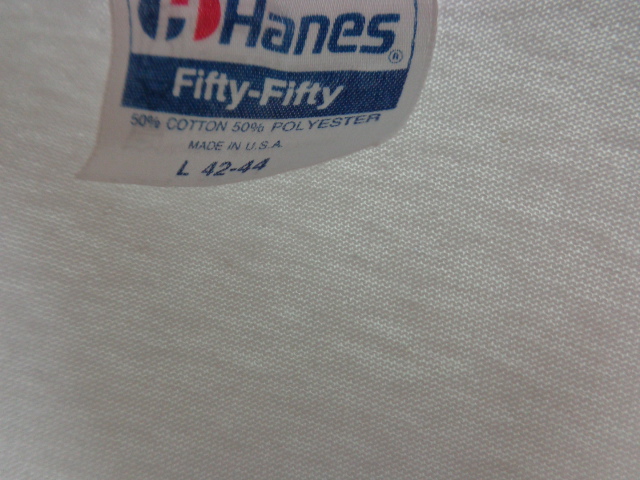 Hanes®
Fifty-Fifty
50% COTTON 50% POLYESTER
MADE IN U.S.A.
L 42-44